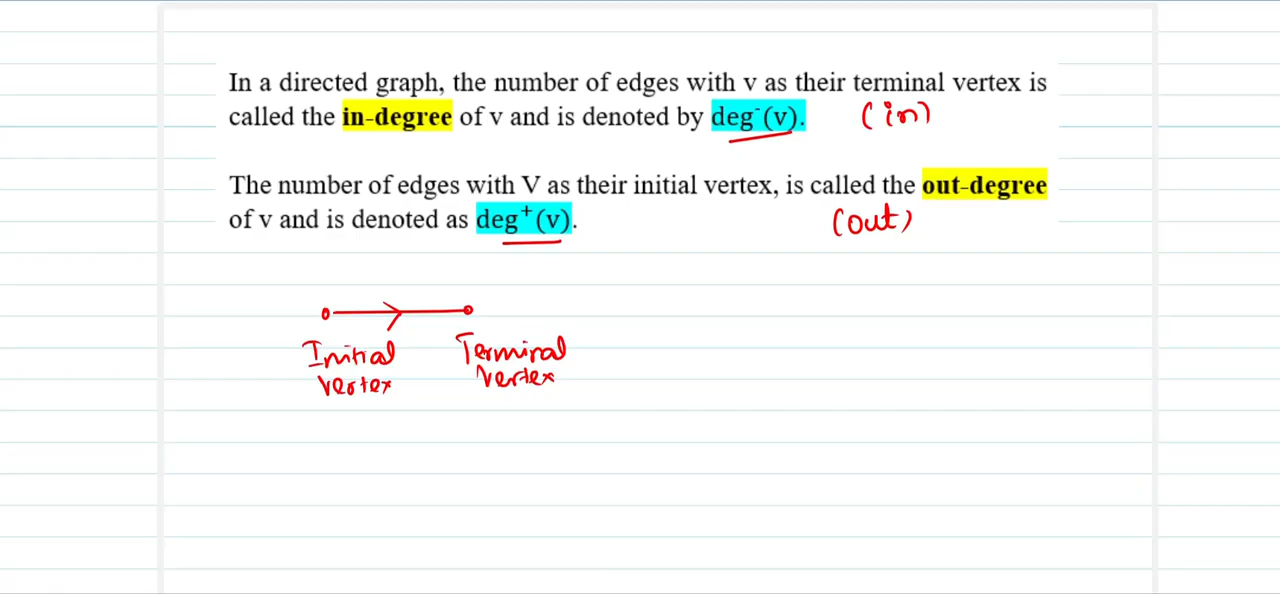 In a directed graph, the number of edges with v as their terminal vertex is
called the in-degree of v and is denoted by deg⁻(v). (in)
The number of edges with V as their initial vertex, is called the out-degree
of v and is denoted as deg⁺(v). (out)
Initial vertex
Terminal vertex